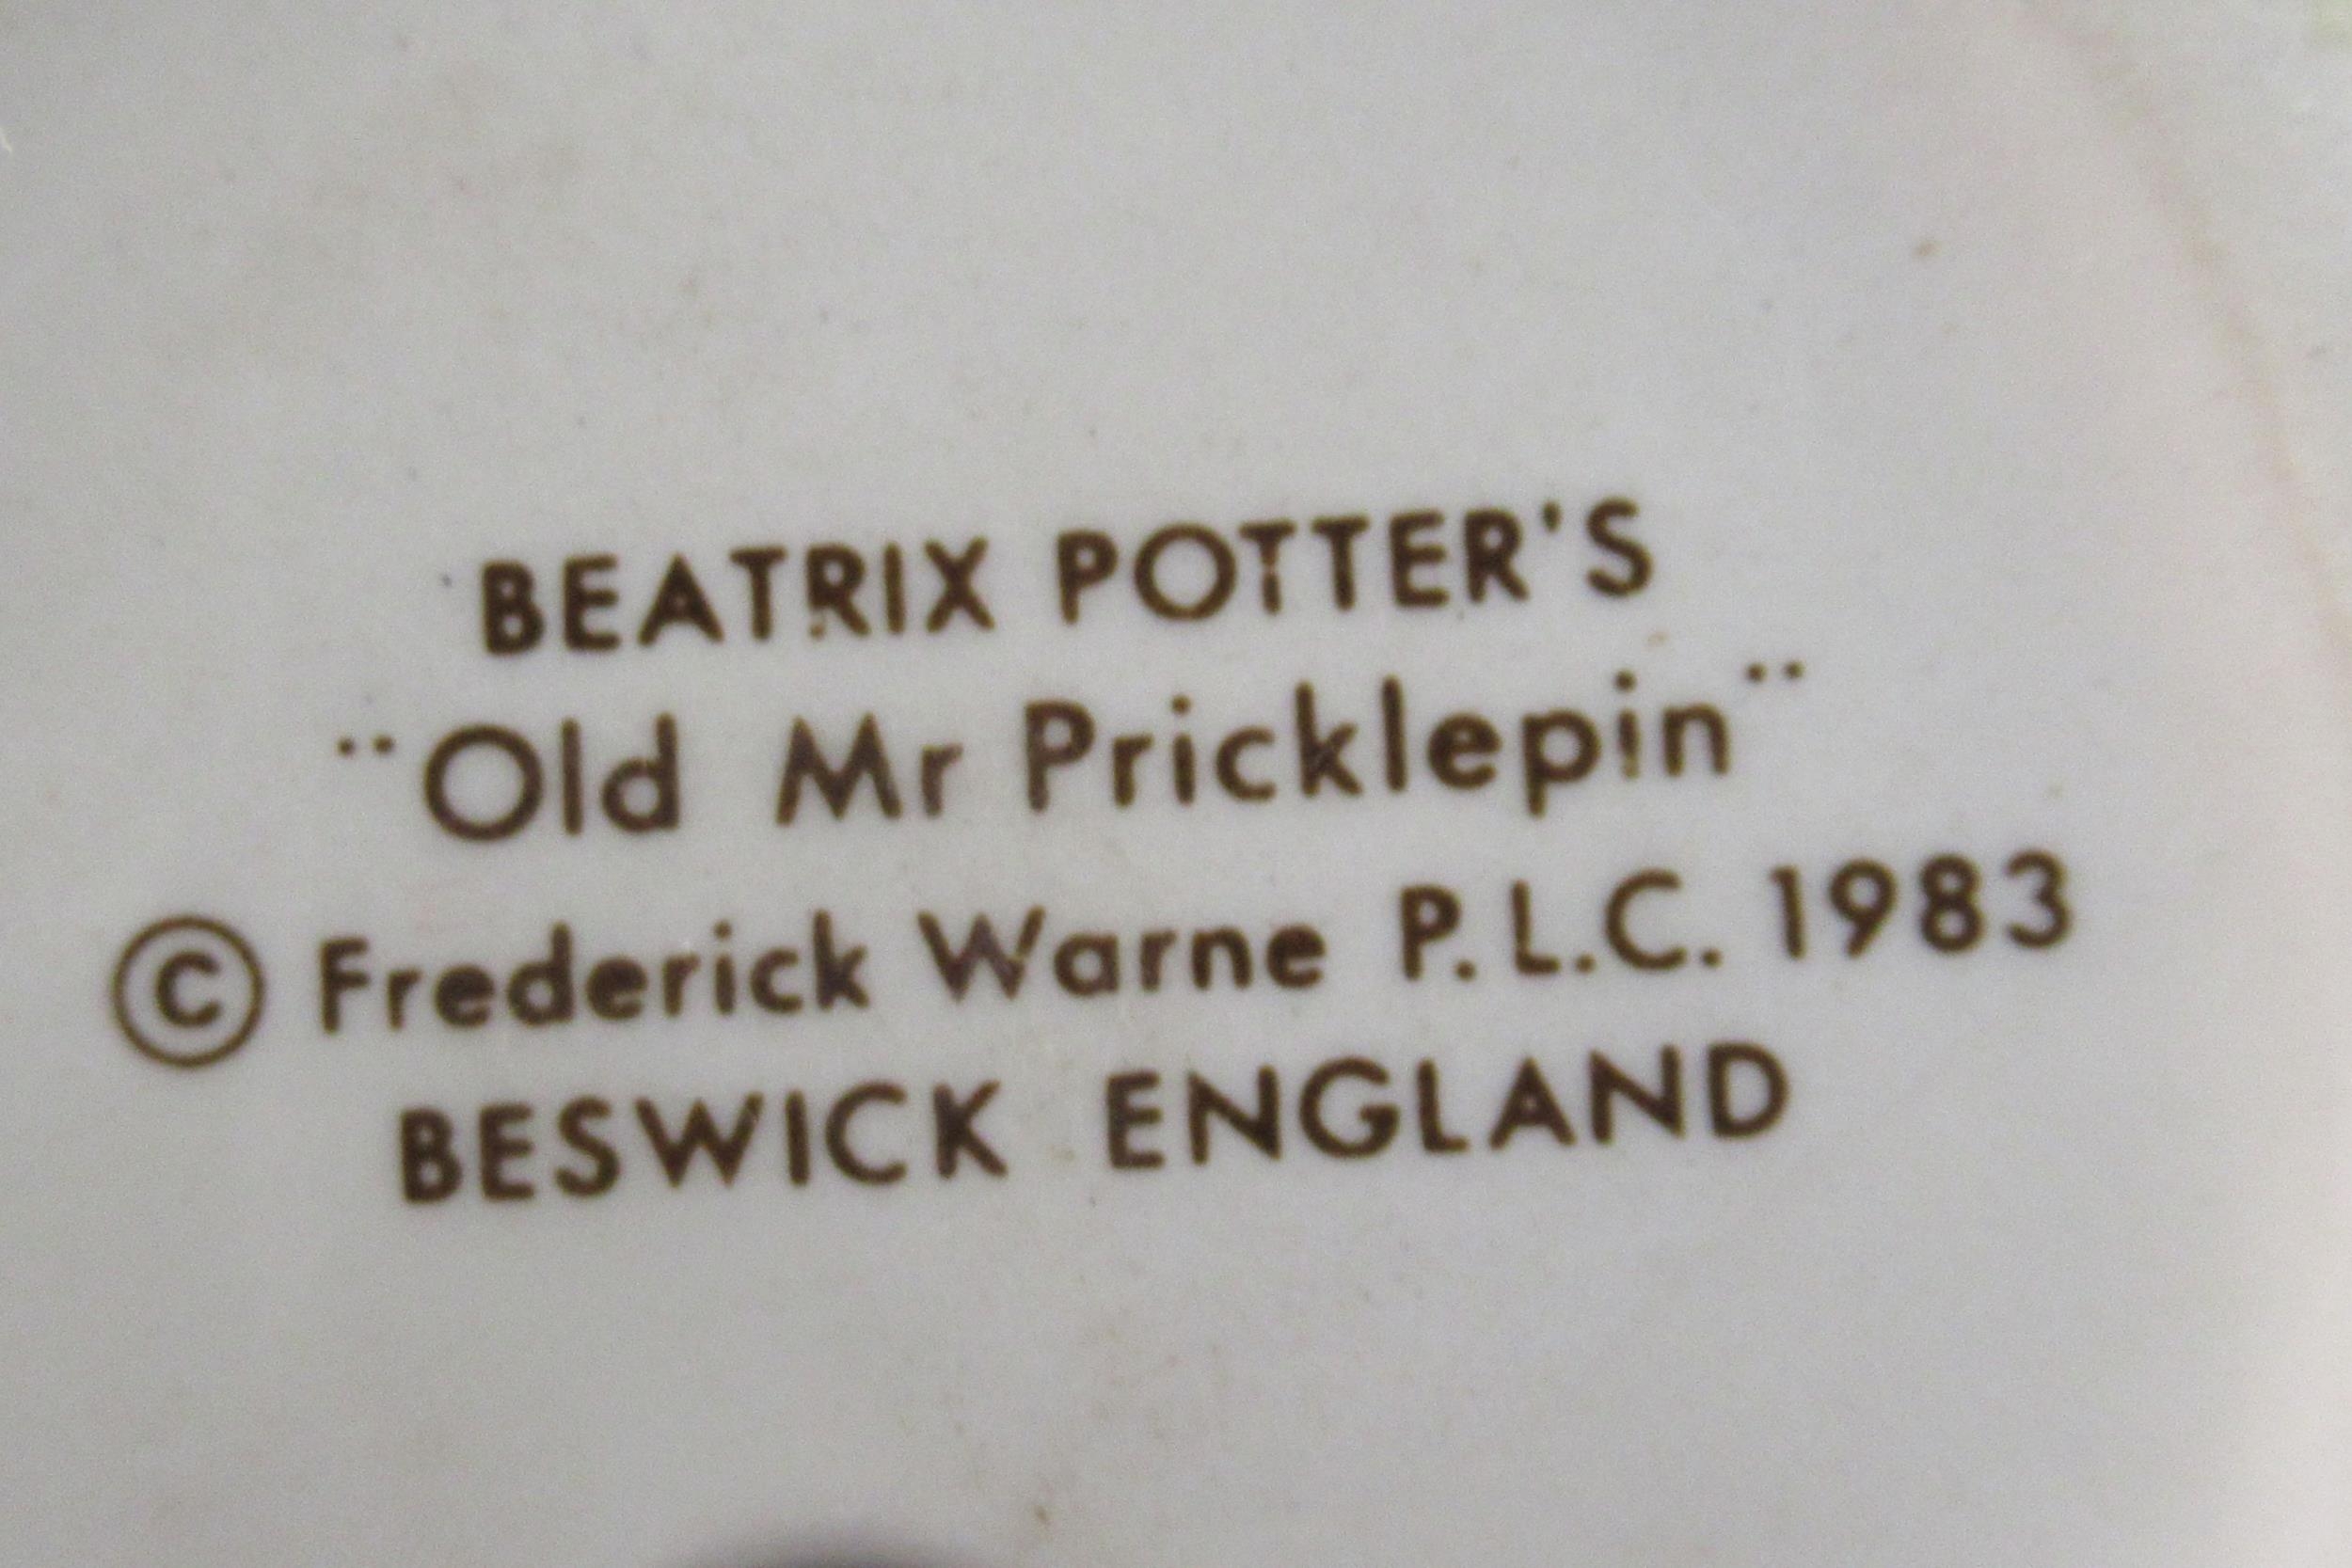 BEATRIX POTTER'S
¨Old Mr Pricklepin¨
© Frederick Warne P.L.C. 1983
BESWICK ENGLAND